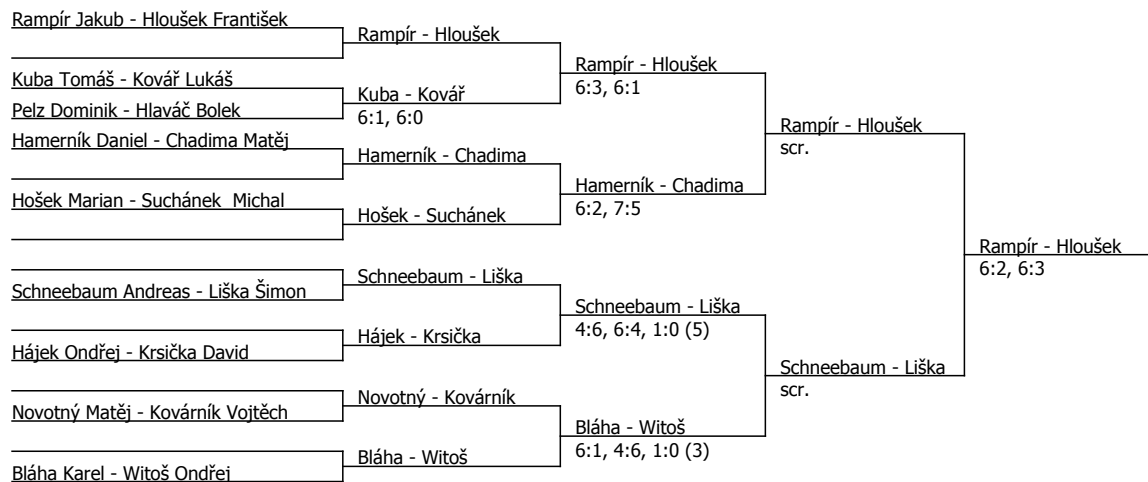 Rampír Jakub - Hloušek František
Kuba Tomáš - Kovář Lukáš
Pelz Dominik - Hlaváč Bolek
Hamerník Daniel - Chadima Matěj
Hošek Marian - Suchánek  Michal
Schneebaum Andreas - Liška Šimon
Hájek Ondřej - Krsička David
Novotný Matěj - Kovárník Vojtěch
Bláha Karel - Witoš Ondřej
Rampír - Hloušek
Kuba - Kovář
6:1, 6:0
Hamerník - Chadima
Hošek - Suchánek
Schneebaum - Liška
Hájek - Krsička
Novotný - Kovárník
Bláha - Witoš
Rampír - Hloušek
6:3, 6:1
Hamerník - Chadima
6:2, 7:5
Schneebaum - Liška
4:6, 6:4, 1:0 (5)
Bláha - Witoš
6:1, 4:6, 1:0 (3)
Rampír - Hloušek
scr.
Schneebaum - Liška
scr.
Rampír - Hloušek
6:2, 6:3